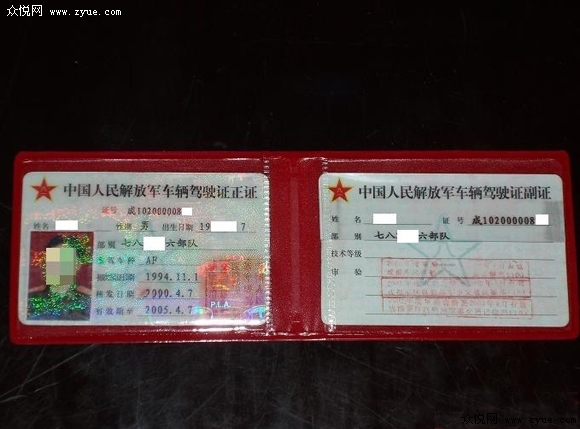 众悦网 www.zyue.com
中国人民解放军车辆驾驶证正证
证号 成102000008
姓名 性别 男 出生日期 19 7
部别 七八 六部队
准驾车种 AF
初次领证日期 1994.11.1
换发日期 2000.4.7
有效期至 2005.4.7
P.L.A.
中国人民解放军车辆驾驶证副证
姓名 证号 成102000008
部别 七八 六部队
技术等级
审验
众悦网 www.zyue.com